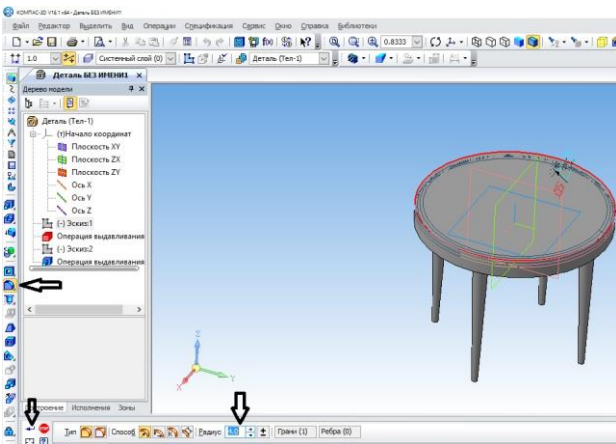 КОМПАС-3D V16.1 x64 - Деталь БЕЗ ИМЕНИ1
Файл Редактор Выделить Вид Операции Спецификация Сервис Окно Справка Библиотеки
0.8333
1.0 Системный слой (0) Деталь (Тел-1)
Деталь БЕЗ ИМЕНИ1
Дерево модели
Деталь (Тел-1)
(т)Начало координат
Плоскость XY
Плоскость ZX
Плоскость ZY
Ось X
Ось Y
Ось Z
(-) Эскиз:1
Операция выдавливания
(-) Эскиз:2
Операция выдавливания
Z
Y
X
Построение Исполнения Зоны
STOP Тип Способ Радиус Грани (1) Ребра (0)